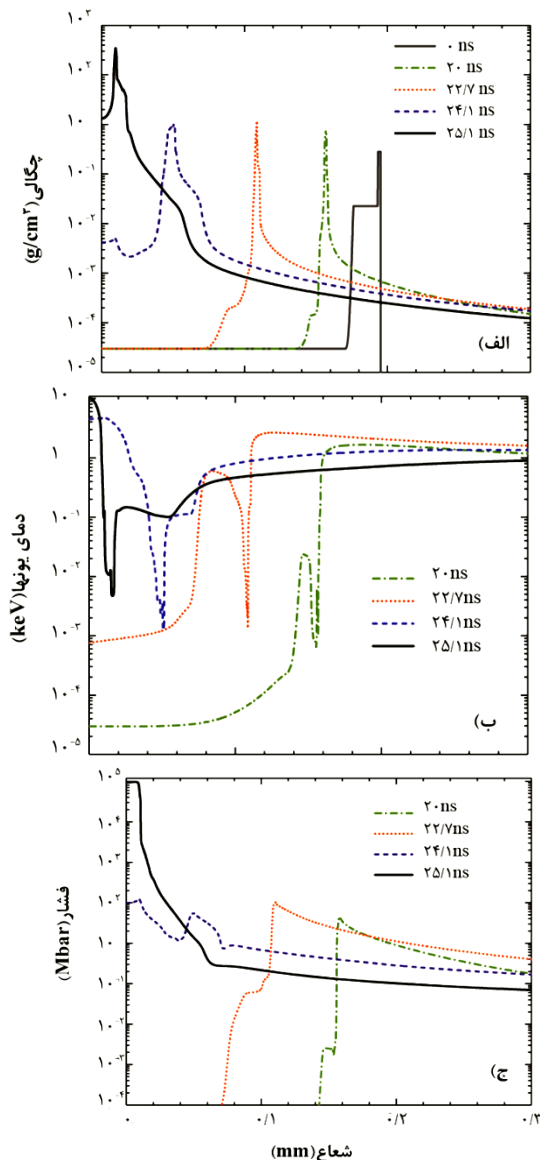 ۱۰^۳
۱۰^۲
۱۰
۱۰^-۱
۱۰^-۲
۱۰^-۳
۱۰^-۴
۱۰^-۵
چگالی(g/cm^۳)
۰ ns
۲۰ ns
۲۲/۷ ns
۲۴/۱ ns
۲۵/۱ ns
الف)
۱۰
۱
۱۰^-۱
۱۰^-۲
۱۰^-۳
۱۰^-۴
۱۰^-۵
دمای یونها(keV)
۲۰ns
۲۲/۷ns
۲۴/۱ns
۲۵/۱ns
ب)
۱۰^۵
۱۰^۴
۱۰^۲
۱۰
۱۰^-۱
۱۰^-۲
۱۰^-۳
۱۰^-۴
فشار(Mbar)
۲۰ns
۲۲/۷ns
۲۴/۱ns
۲۵/۱ns
ج)
۰ ۰/۱ ۰/۲ ۰/۳
شعاع(mm)